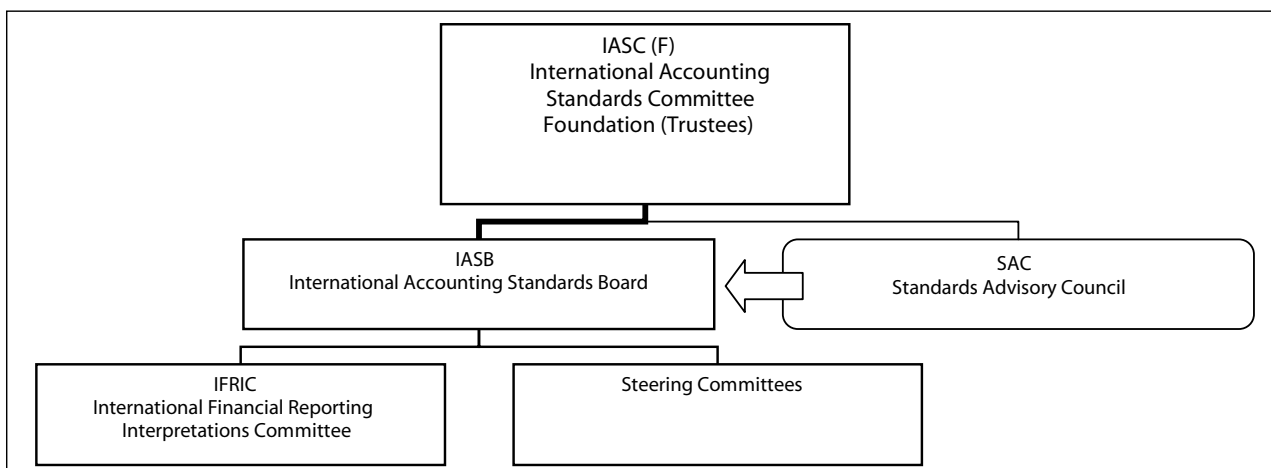 IASC (F)
International Accounting
Standards Committee
Foundation (Trustees)
IASB
International Accounting Standards Board
SAC
Standards Advisory Council
IFRIC
International Financial Reporting
Interpretations Committee
Steering Committees